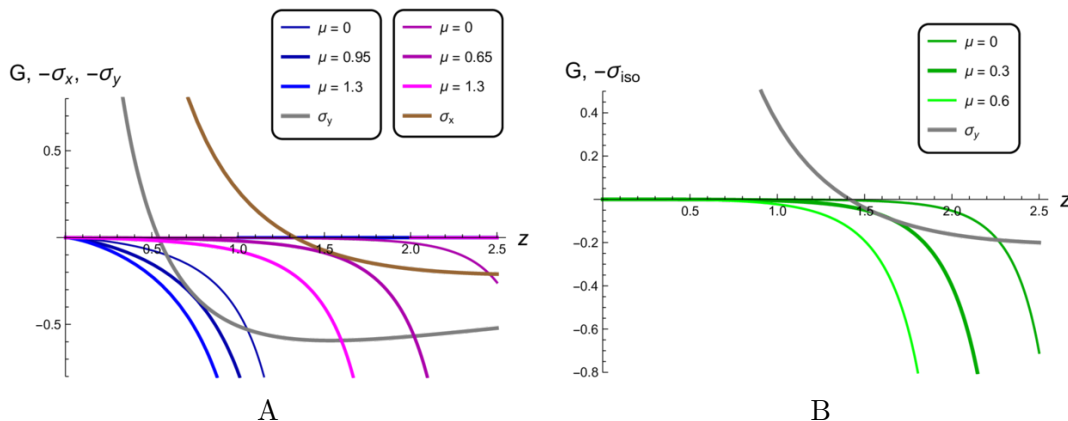 G, −σx, −σy
μ = 0
μ = 0.95
μ = 1.3
σy
μ = 0
μ = 0.65
μ = 1.3
σx
0.5
−0.5
0.5
1.0
1.5
2.0
2.5
z
A
G, −σiso
μ = 0
μ = 0.3
μ = 0.6
σy
0.4
0.2
−0.2
−0.4
−0.6
−0.8
0.5
1.0
1.5
2.0
2.5
z
B